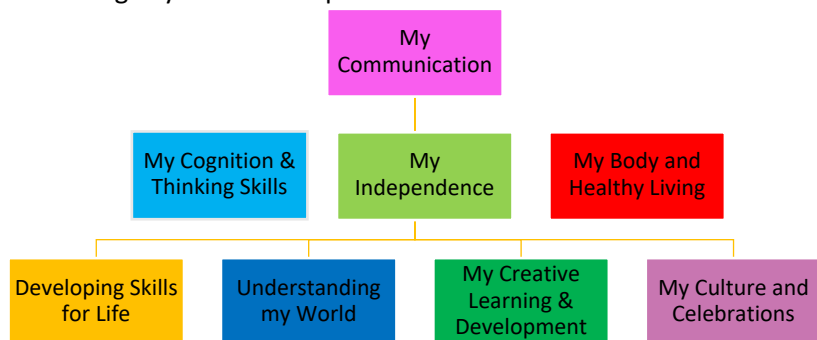 My
Communication
My Cognition &
Thinking Skills
My
Independence
My Body and
Healthy Living
Developing Skills
for Life
Understanding
my World
My Creative
Learning &
Development
My Culture and
Celebrations